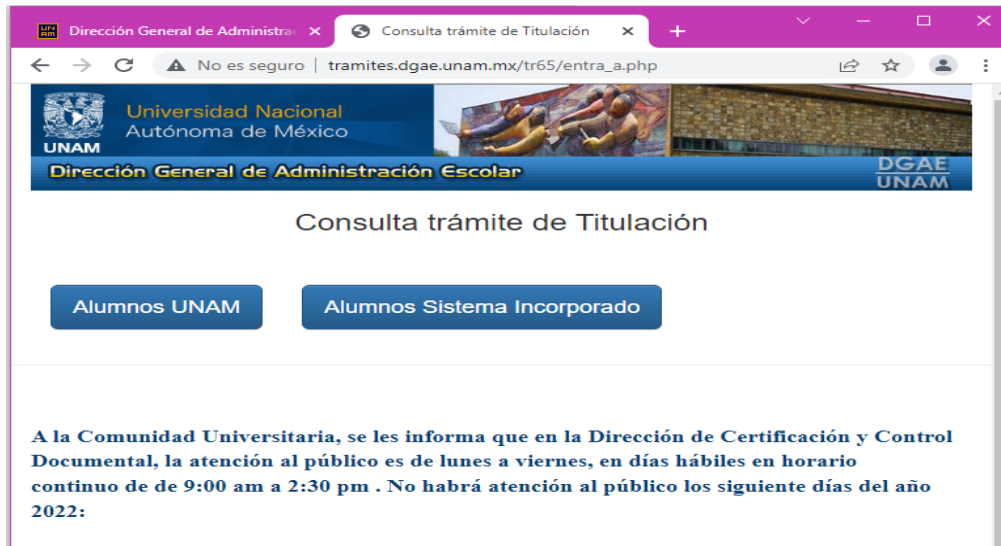 Dirección General de Administrac
Consulta trámite de Titulación
No es seguro | tramites.dgae.unam.mx/tr65/entra_a.php
Universidad Nacional
Autónoma de México
UNAM
Dirección General de Administración Escolar
DGAE
UNAM
Consulta trámite de Titulación
Alumnos UNAM
Alumnos Sistema Incorporado
A la Comunidad Universitaria, se les informa que en la Dirección de Certificación y Control
Documental, la atención al público es de lunes a viernes, en días hábiles en horario
continuo de de 9:00 am a 2:30 pm . No habrá atención al público los siguiente días del año
2022: